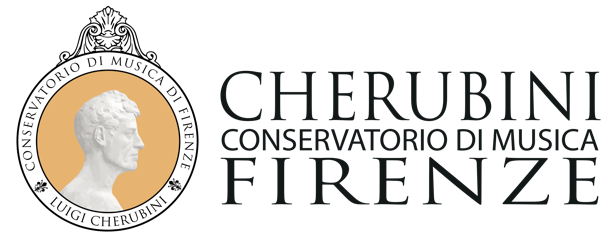 CONSERVATORIO DI MUSICA DI FIRENZE
LUIGI CHERUBINI
CHERUBINI
CONSERVATORIO DI MUSICA
FIRENZE